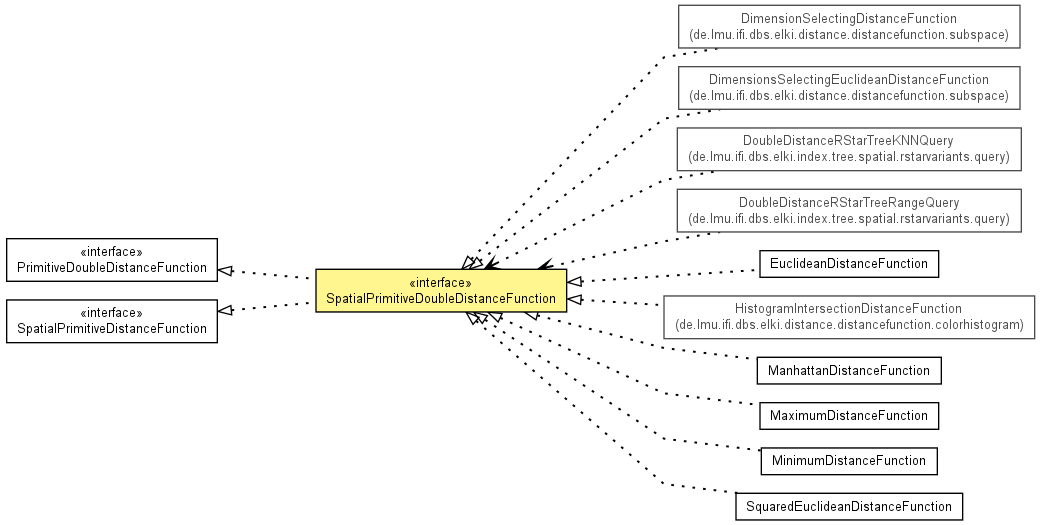 DimensionSelectingDistanceFunction
(de.lmu.ifi.dbs.elki.distance.distancefunction.subspace)
DimensionsSelectingEuclideanDistanceFunction
(de.lmu.ifi.dbs.elki.distance.distancefunction.subspace)
DoubleDistanceRStarTreeKNNQuery
(de.lmu.ifi.dbs.elki.index.tree.spatial.rstarvariants.query)
DoubleDistanceRStarTreeRangeQuery
(de.lmu.ifi.dbs.elki.index.tree.spatial.rstarvariants.query)
«interface»
PrimitiveDoubleDistanceFunction
«interface»
SpatialPrimitiveDistanceFunction
«interface»
SpatialPrimitiveDoubleDistanceFunction
EuclideanDistanceFunction
HistogramIntersectionDistanceFunction
(de.lmu.ifi.dbs.elki.distance.distancefunction.colorhistogram)
ManhattanDistanceFunction
MaximumDistanceFunction
MinimumDistanceFunction
SquaredEuclideanDistanceFunction